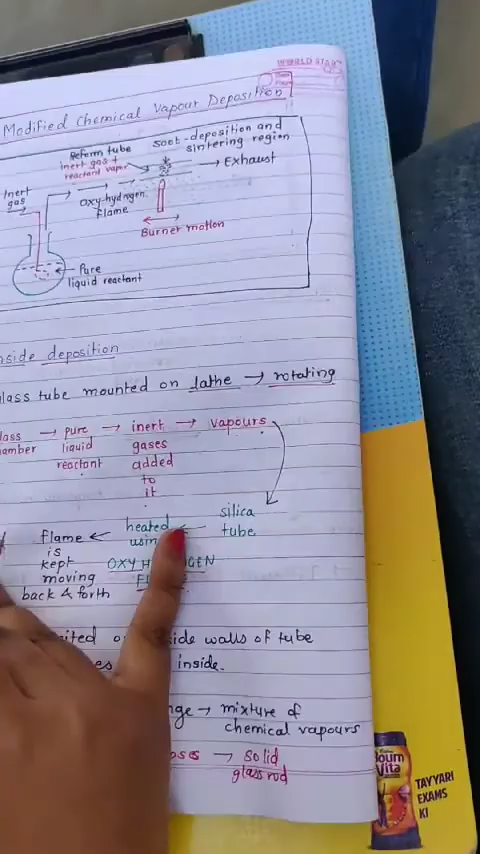 WORLD STAR
Modified Chemical Vapour Deposition
Reform tube
inert gas +
reactant vapor
soot-deposition and
sintering region
→ Exhaust
Inert
gas
Oxy-hydrogen
flame
Burner motion
Pure
liquid reactant
nside deposition
lass tube mounted on lathe → rotating
lass → pure → inert → vapours
amber liquid gases
reactant added
to
it
silica
tube
heated
usin
flame ←
is
kept
moving
back & forth
OXY H GEN
ited o ide walls of tube
es inside.
nge → mixture of
chemical vapours
pses → solid
glass rod
Bourn
Vita
TAYYARI
EXAMS
KI